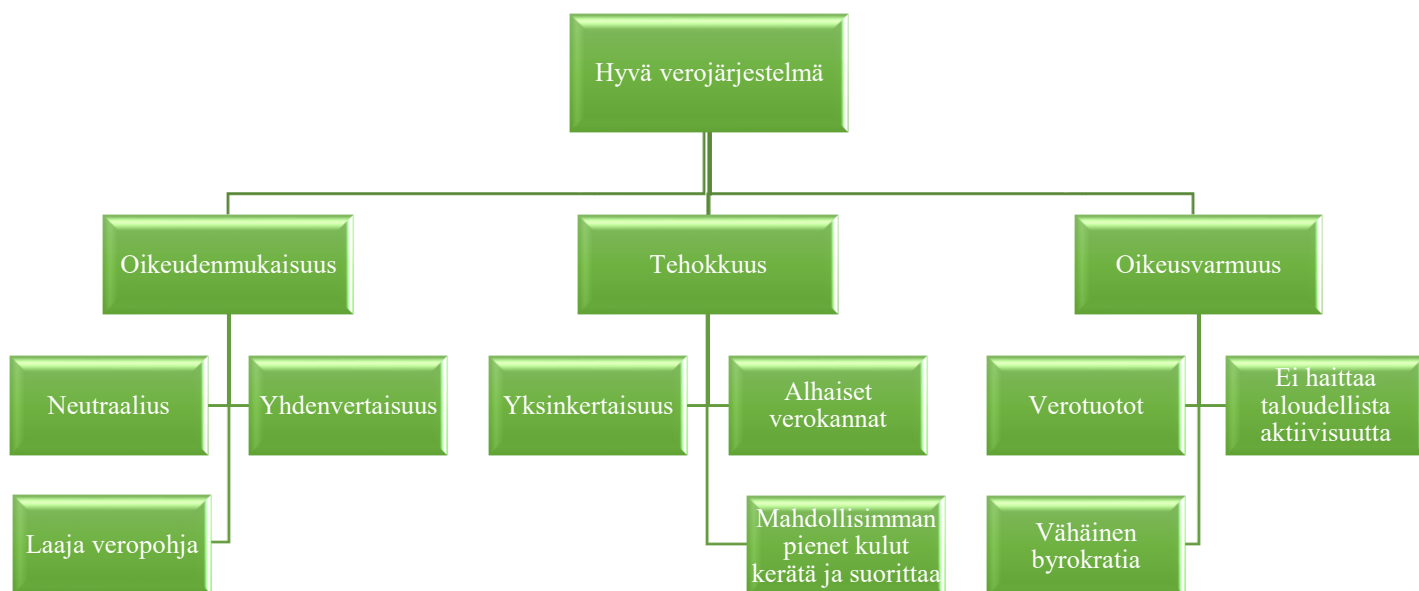 Hyvä verojärjestelmä
Oikeudenmukaisuus
Tehokkuus
Oikeusvarmuus
Neutraalius
Yhdenvertaisuus
Yksinkertaisuus
Alhaiset
verokannat
Verotuotot
Ei haittaa
taloudellista
aktiivisuutta
Laaja veropohja
Mahdollisimman
pienet kulut
kerätä ja suorittaa
Vähäinen
byrokratia